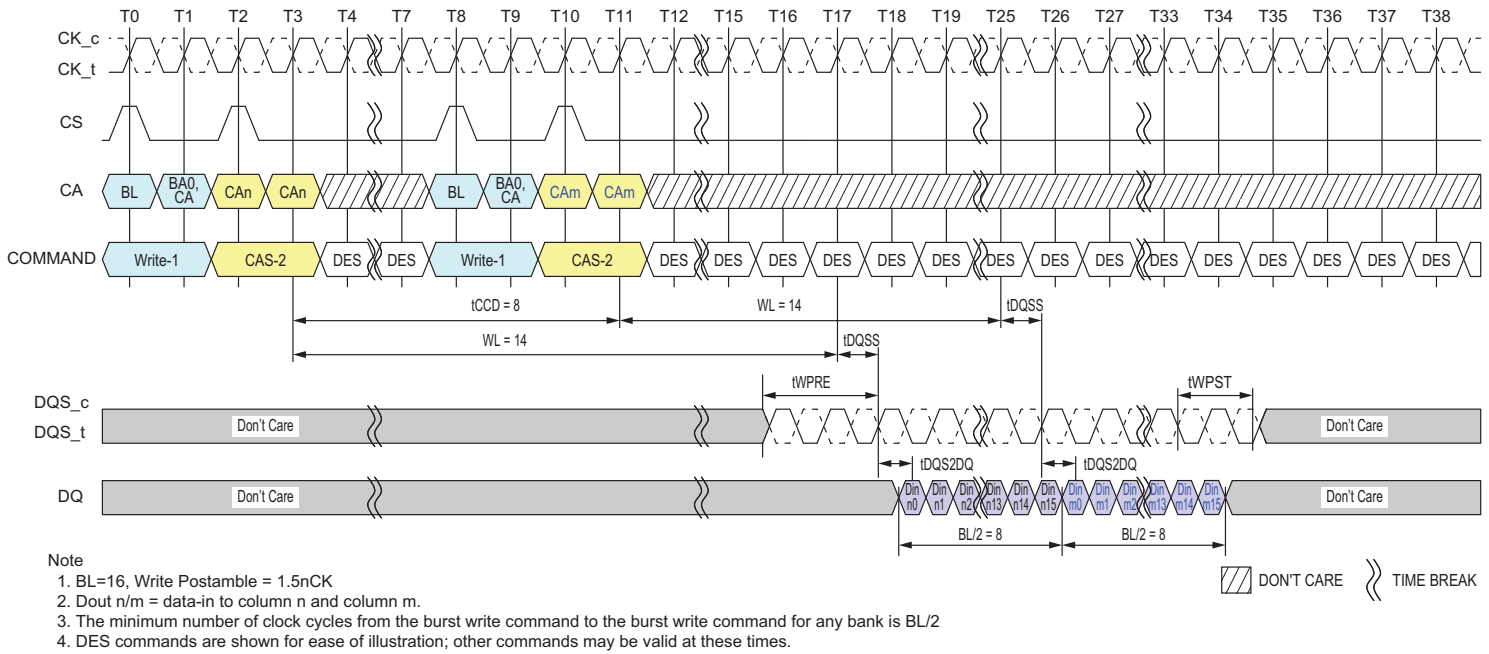 T0 T1 T2 T3 T4 T7 T8 T9 T10 T11 T12 T15 T16 T17 T18 T19 T25 T26 T27 T33 T34 T35 T36 T37 T38
CK_c
CK_t
CS
CA BL BA0, CA CAn CAn BL BA0, CA CAm CAm
COMMAND Write-1 CAS-2 DES DES Write-1 CAS-2 DES DES DES DES DES DES DES DES DES DES DES DES DES DES DES
tCCD = 8 WL = 14 tDQSS
WL = 14 tDQSS
tWPRE tWPST
DQS_c
DQS_t Don't Care Don't Care
tDQS2DQ tDQS2DQ
DQ Don't Care Din n0 Din n1 Din n2 Din n13 Din n14 Din n15 Din m0 Din m1 Din m2 Din m13 Din m14 Din m15 Don't Care
BL/2 = 8 BL/2 = 8
Note
1. BL=16, Write Postamble = 1.5nCK
2. Dout n/m = data-in to column n and column m.
3. The minimum number of clock cycles from the burst write command to the burst write command for any bank is BL/2
4. DES commands are shown for ease of illustration; other commands may be valid at these times.
DON'T CARE TIME BREAK